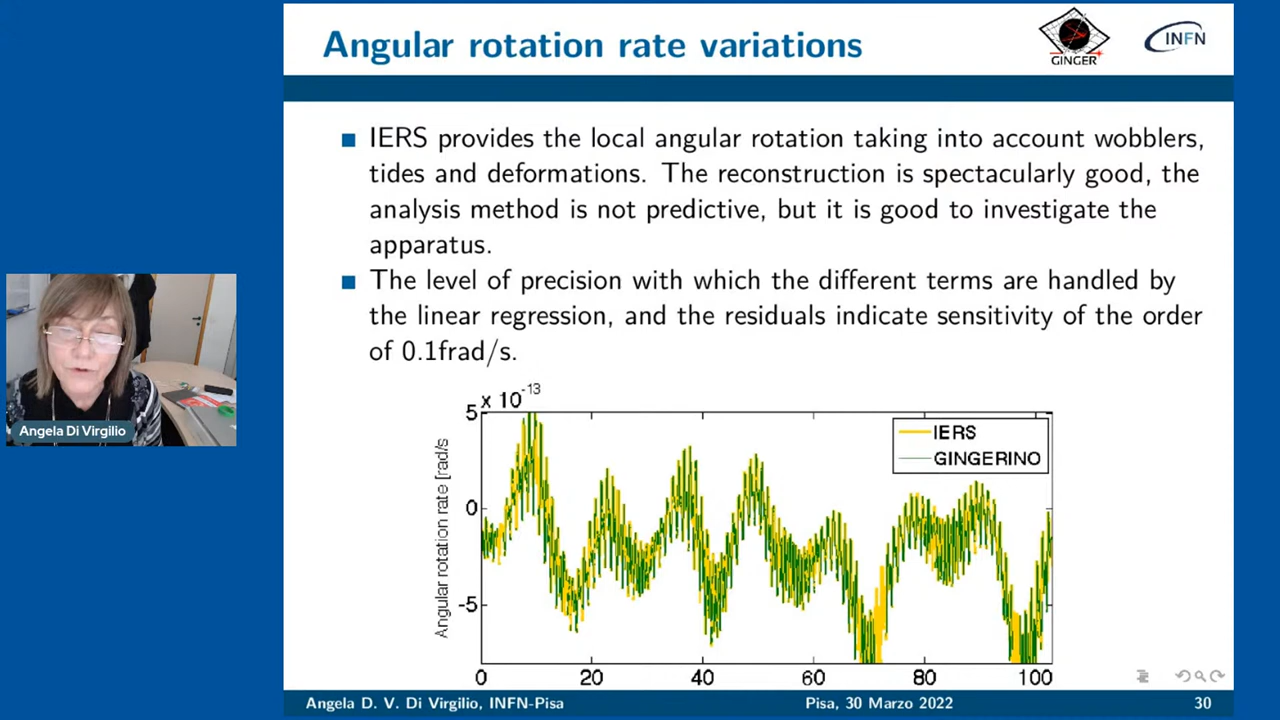 Angular rotation rate variations
GINGER
INFN
IERS provides the local angular rotation taking into account wobblers,
tides and deformations. The reconstruction is spectacularly good, the
analysis method is not predictive, but it is good to investigate the
apparatus.
The level of precision with which the different terms are handled by
the linear regression, and the residuals indicate sensitivity of the order
of 0.1frad/s.
Angela Di Virgilio
x 10⁻¹³
5
0
-5
Angular rotation rate [rad/s]
IERS
GINGERINO
0 20 40 60 80 100
Angela D. V. Di Virgilio, INFN-Pisa Pisa, 30 Marzo 2022 30